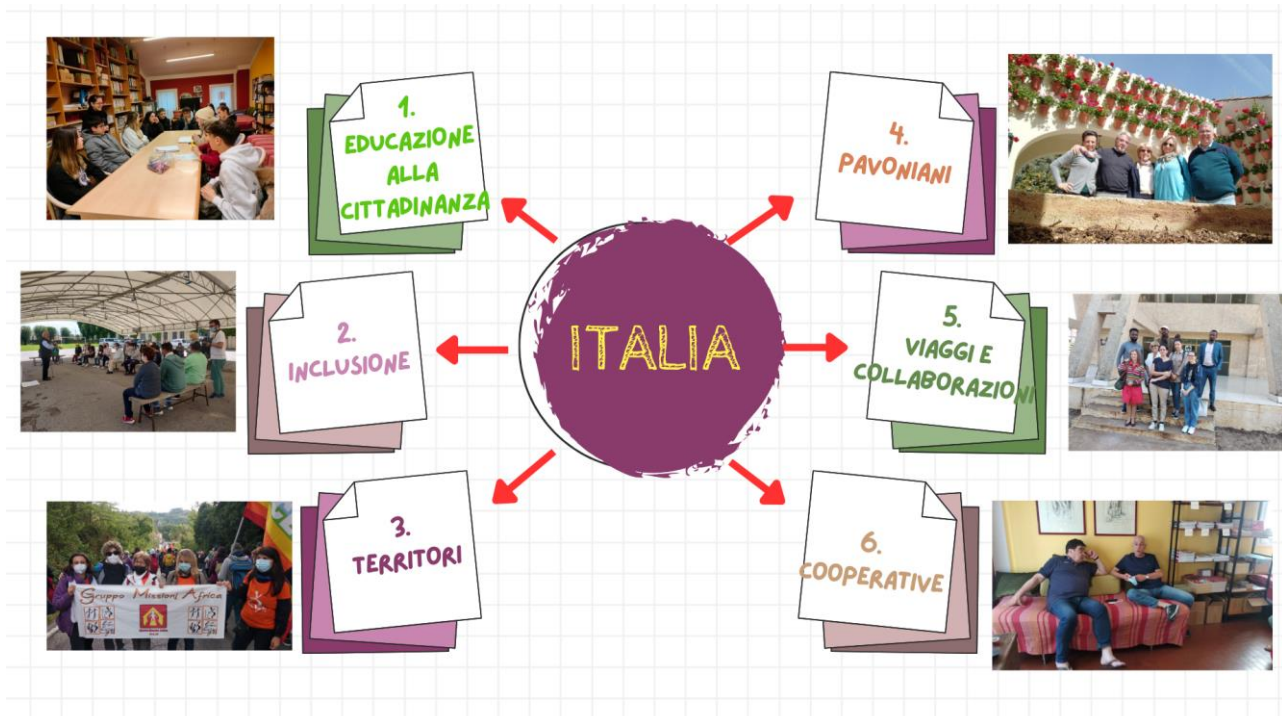 1.
EDUCAZIONE
ALLA
CITTADINANZA
2.
INCLUSIONE
3.
TERRITORI
ITALIA
4.
PAVONIANI
5.
VIAGGI E
COLLABORAZIONI
6.
COOPERATIVE
Gruppo Missioni Africa